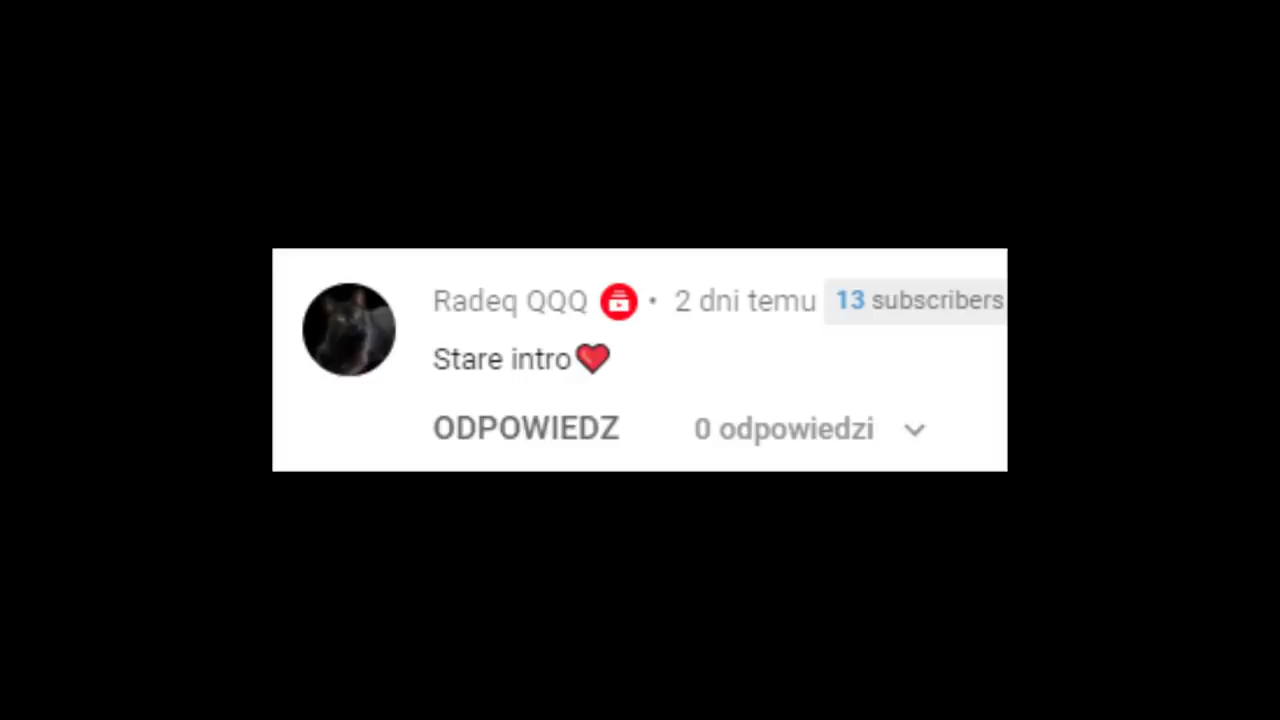 Radeq QQQ • 2 dni temu 13 subscribers
Stare intro❤️
ODPOWIEDZ 0 odpowiedzi